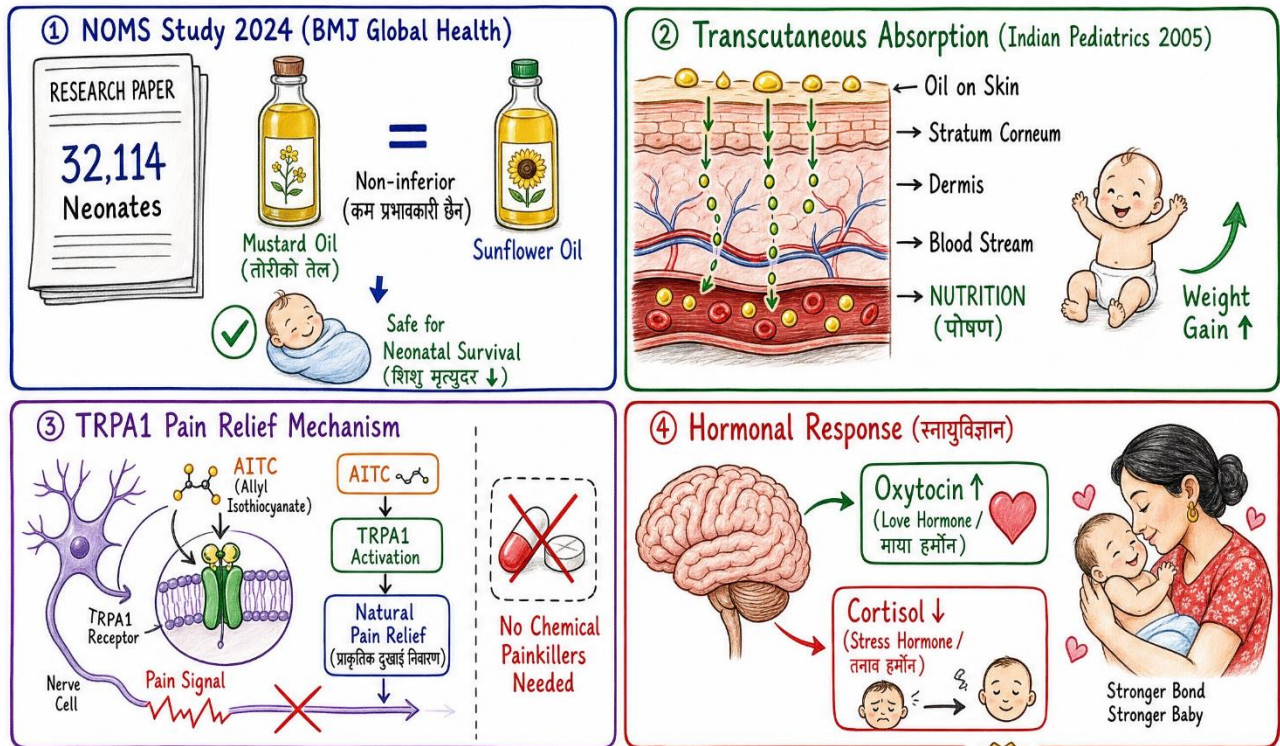 ① NOMS Study 2024 (BMJ Global Health)
RESEARCH PAPER
32,114
Neonates
Mustard Oil
(तोरीको तेल)
=
Non-inferior
(कम प्रभावकारी छैन)
Sunflower Oil
Safe for
Neonatal Survival
(शिशु मृत्युदर ↓)
② Transcutaneous Absorption (Indian Pediatrics 2005)
Oil on Skin
Stratum Corneum
Dermis
Blood Stream
NUTRITION
(पोषण)
Weight
Gain ↑
③ TRPA1 Pain Relief Mechanism
AITC
(Allyl
Isothiocyanate)
TRPA1
Receptor
Nerve
Cell
Pain Signal
AITC
TRPA1
Activation
Natural
Pain Relief
(प्राकृतिक दुखाई निवारण)
No Chemical
Painkillers
Needed
④ Hormonal Response (स्नायुविज्ञान)
Oxytocin ↑
(Love Hormone /
माया हर्मोन)
Cortisol ↓
(Stress Hormone /
तनाव हर्मोन)
Stronger Bond
Stronger Baby